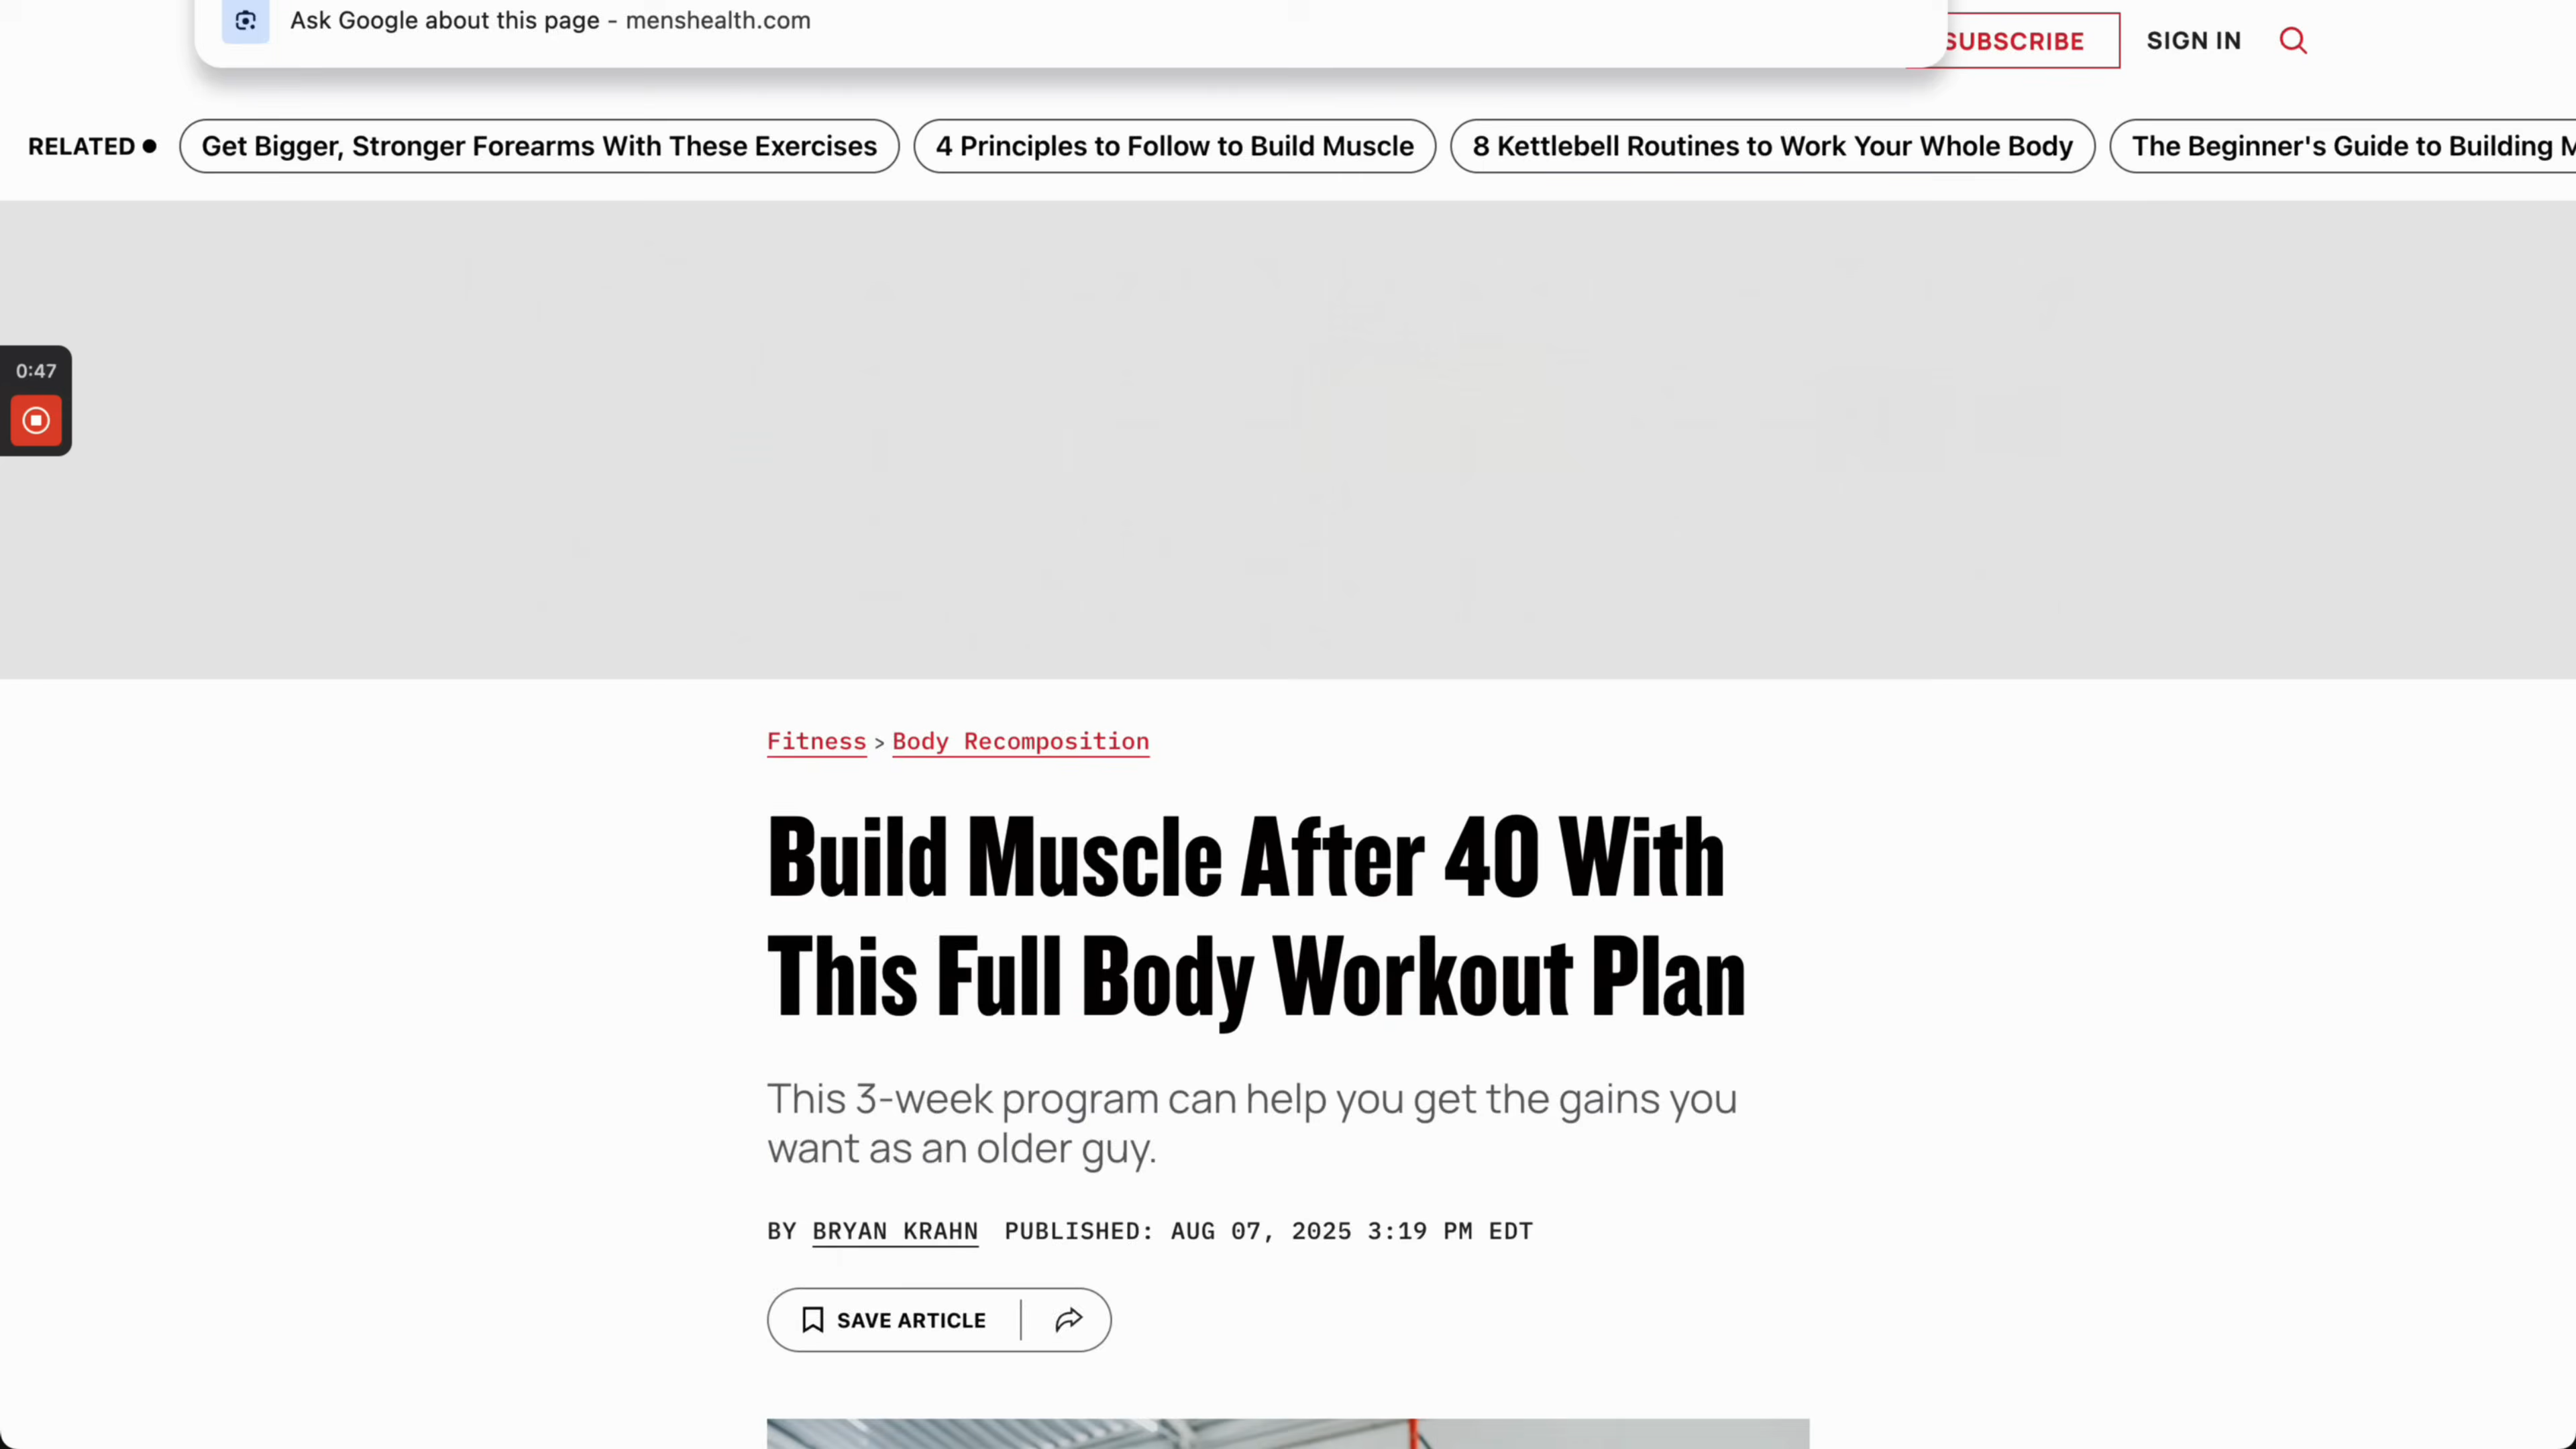 Ask Google about this page - menshealth.com
SUBSCRIBE
SIGN IN
RELATED
Get Bigger, Stronger Forearms With These Exercises
4 Principles to Follow to Build Muscle
8 Kettlebell Routines to Work Your Whole Body
The Beginner's Guide to Building
0:47
Fitness > Body Recomposition
Build Muscle After 40 With
This Full Body Workout Plan
This 3-week program can help you get the gains you
want as an older guy.
BY BRYAN KRAHN PUBLISHED: AUG 07, 2025 3:19 PM EDT
SAVE ARTICLE